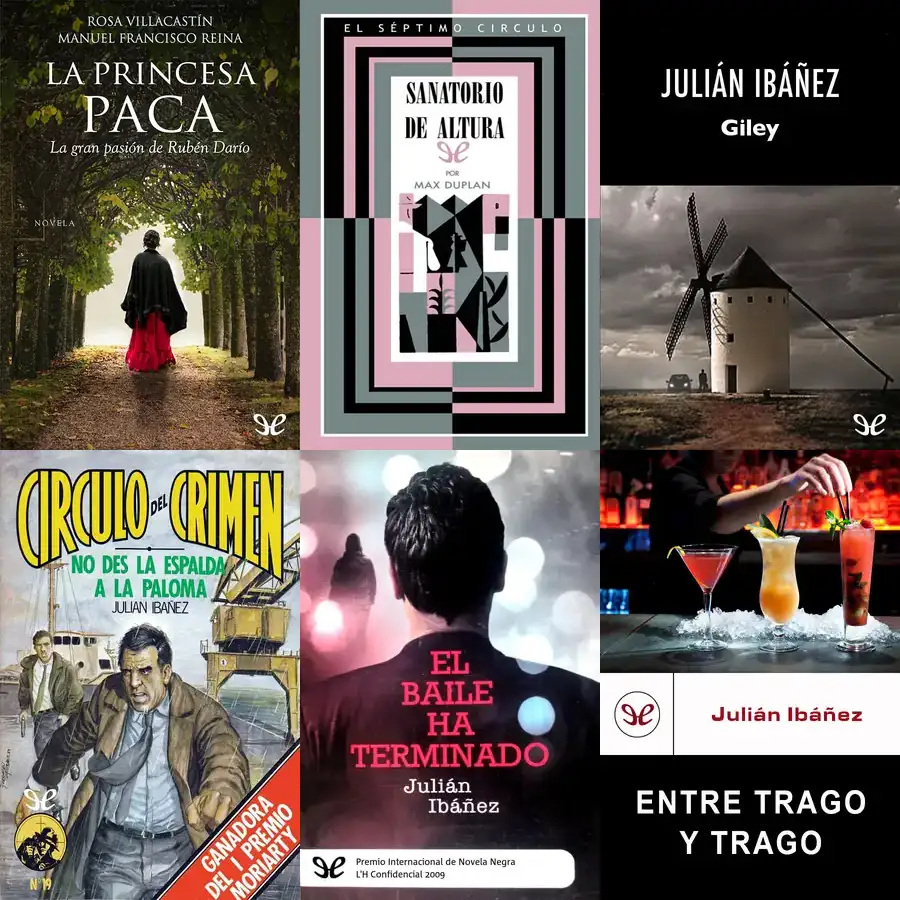 ROSA VILLACASTÍN
MANUEL FRANCISCO REINA
LA PRINCESA
PACA
La gran pasión de Rubén Darío
NOVELA
EL SÉPTIMO CIRCULO
SANATORIO
DE ALTURA
POR
MAX DUPLAN
JULIÁN IBÁÑEZ
Giley
CIRCULO DEL CRIMEN
NO DES LA ESPALDA
A LA PALOMA
JULIAN IBAÑEZ
GANADORA
DEL I PREMIO
MORIARTY
Nº 19
EL
BAILE
HA
TERMINADO
Julián
Ibáñez
Premio Internacional de Novela Negra
L'H Confidencial 2009
Julián Ibáñez
ENTRE TRAGO
Y TRAGO